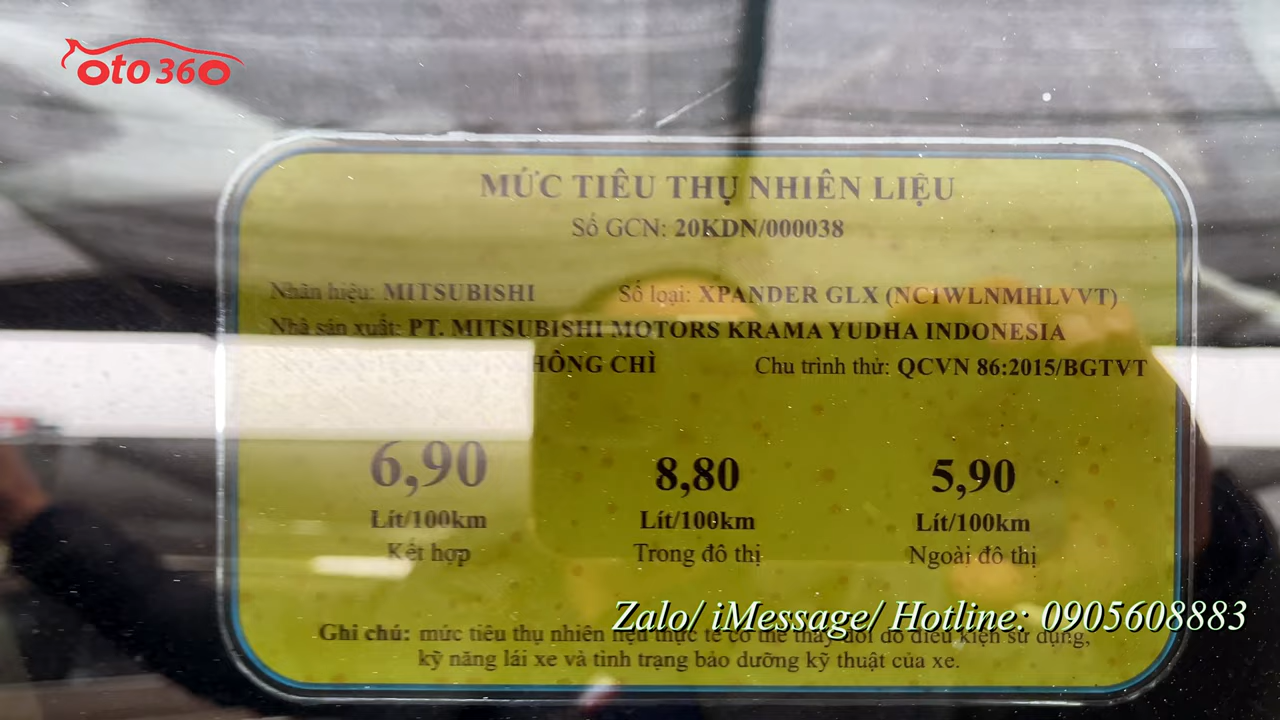 oto 360
MỨC TIÊU THỤ NHIÊN LIỆU
Số GCN: 20KDN/000038
Nhãn hiệu: MITSUBISHI Số loại: XPANDER GLX (NC1WLNMHLVVT)
Nhà sản xuất: PT. MITSUBISHI MOTORS KRAMA YUDHA INDONESIA
HÔNG CHÌ Chu trình thử: QCVN 86:2015/BGTVT
6,90 8,80 5,90
Lít/100km Lít/100km Lít/100km
Kết hợp Trong đô thị Ngoài đô thị
Zalo/ iMessage/ Hotline: 0905608883
Ghi chú: mức tiêu thụ nhiên liệu thực tế có thể thay đổi do điều kiện sử dụng,
kỹ năng lái xe và tình trạng bảo dưỡng kỹ thuật của xe.